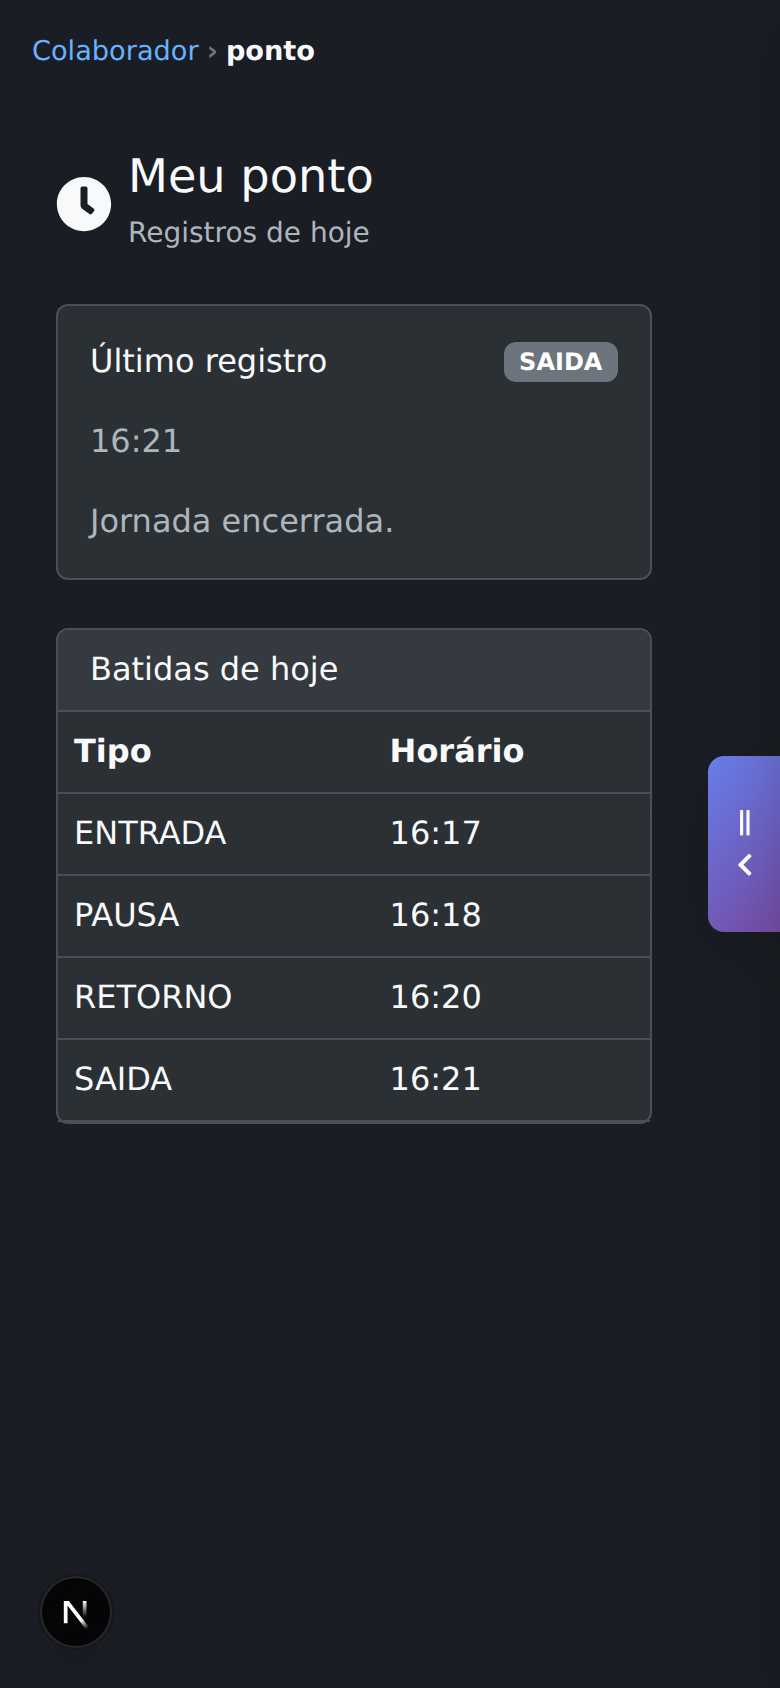 Colaborador › ponto
Meu ponto
Registros de hoje
Último registro SAIDA
16:21
Jornada encerrada.
Batidas de hoje
Tipo Horário
ENTRADA 16:17
PAUSA 16:18
RETORNO 16:20
SAIDA 16:21
N